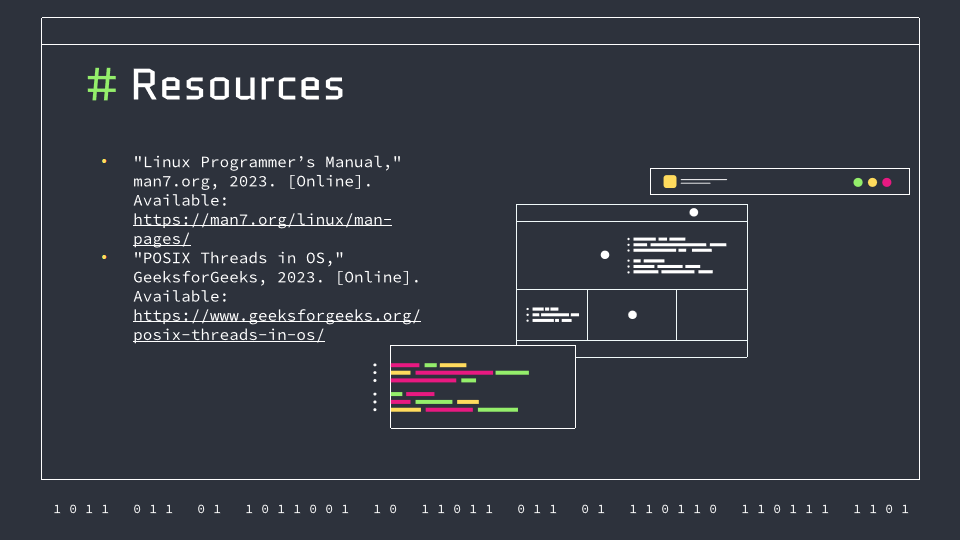 # Resources
• "Linux Programmer’s Manual,"
man7.org, 2023. [Online].
Available:
https://man7.org/linux/man-
pages/
• "POSIX Threads in OS,"
GeeksforGeeks, 2023. [Online].
Available:
https://www.geeksforgeeks.org/
posix-threads-in-os/
1011 011 01 1011001 10 11011 011 01 110110 110111 1101